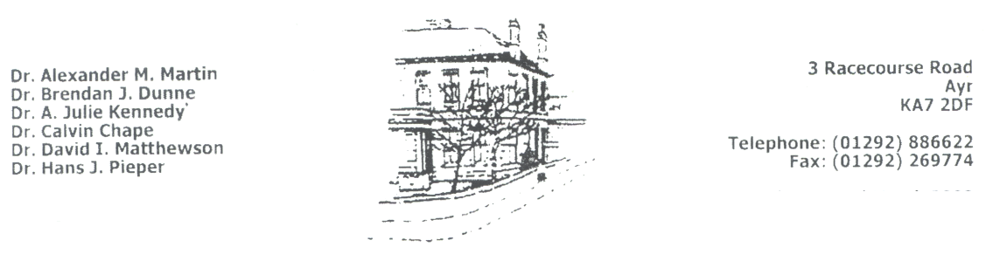 Dr. Alexander M. Martin
Dr. Brendan J. Dunne
Dr. A. Julie Kennedy
Dr. Calvin Chape
Dr. David I. Matthewson
Dr. Hans J. Pieper
3 Racecourse Road
Ayr
KA7 2DF
Telephone: (01292) 886622
Fax: (01292) 269774